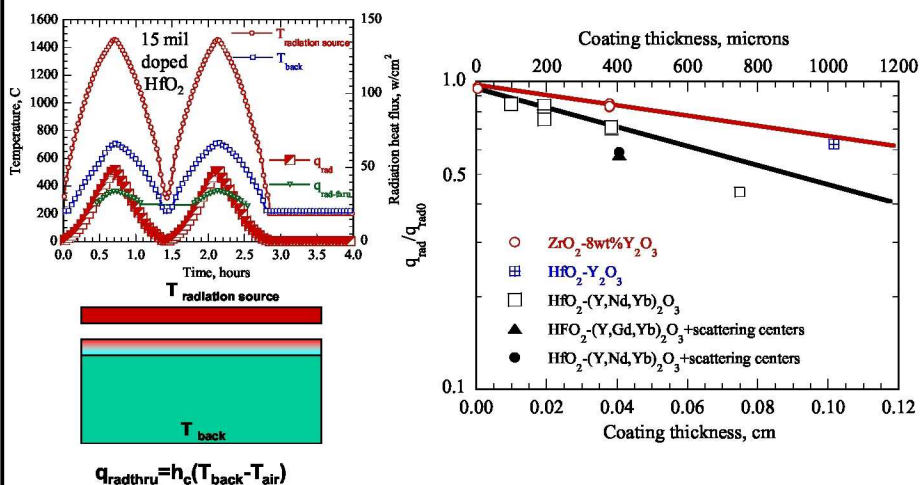 15 mil
doped
HfO2
T radiation source
T back
q rad
q rad-thru
Temperature, C
1600
1400
1200
1000
800
600
400
200
0
Radiation heat flux, w/cm2
150
100
50
0
0.0 0.5 1.0 1.5 2.0 2.5 3.0 3.5 4.0
Time, hours
T radiation source
T back
qradthru=hc(Tback-Tair)
Coating thickness, microns
0 200 400 600 800 1000 1200
qrad/qrad0
1.0
0.5
0.1
ZrO2-8wt%Y2O3
HfO2-Y2O3
HfO2-(Y,Nd,Yb)2O3
HFO2-(Y,Gd,Yb)2O3+scattering centers
HfO2-(Y,Nd,Yb)2O3+scattering centers
0.00 0.02 0.04 0.06 0.08 0.10 0.12
Coating thickness, cm